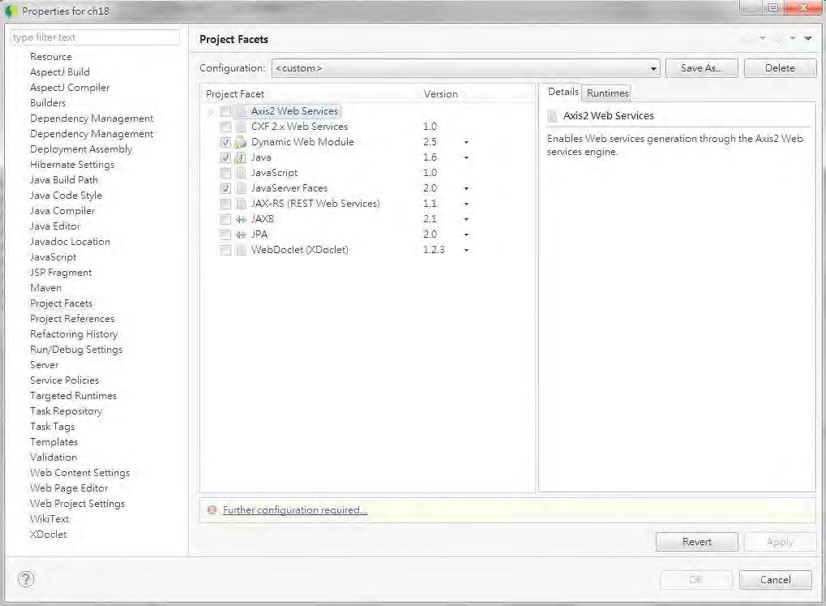 Properties for ch18
type filter text
Resource
AspectJ Build
AspectJ Compiler
Builders
Dependency Management
Dependency Management
Deployment Assembly
Hibernate Settings
Java Build Path
Java Code Style
Java Compiler
Java Editor
Javadoc Location
JavaScript
JSP Fragment
Maven
Project Facets
Project References
Refactoring History
Run/Debug Settings
Server
Service Policies
Targeted Runtimes
Task Repository
Task Tags
Templates
Validation
Web Content Settings
Web Page Editor
Web Project Settings
WikiText
XDoclet
Project Facets
Configuration: <custom> Save As... Delete
Project Facet Version
Axis2 Web Services
CXF 2.x Web Services 1.0
Dynamic Web Module 2.5
Java 1.6
JavaScript 1.0
JavaServer Faces 2.0
JAX-RS (REST Web Services) 1.1
JAXB 2.1
JPA 2.0
WebDoclet (XDoclet) 1.2.3
Details Runtimes
Axis2 Web Services
Enables Web services generation through the Axis2 Web
services engine.
Further configuration required...
Revert Apply
OK Cancel